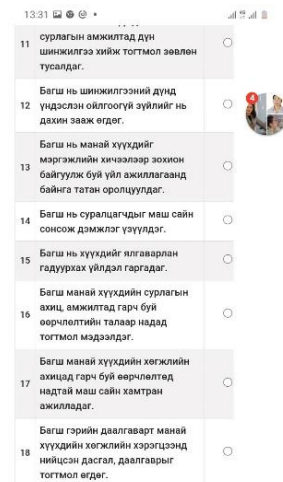 13:31
11 сурлагын амжилтад дүн
шинжилгээ хийж тогтмол зөвлөн
тусалдаг.
Багш нь шинжилгээний дүнд
12 үндэслэн ойлгоогүй зүйлийг нь
дахин зааж өгдөг.
Багш нь манай хүүхдийг
13 мэргэжлийн хичээлээр зохион
байгуулж буй үйл ажиллагаанд
байнга татан оролцуулдаг.
14 Багш нь суралцагчдыг маш сайн
сонсож дэмжлэг үзүүлдэг.
15 Багш нь хүүхдийг ялгаварлан
гадуурхах үйлдэл гаргадаг.
Багш манай хүүхдийн сурлагын
16 ахиц, амжилтад гарч буй
өөрчлөлтийн талаар надад
тогтмол мэдээлдэг.
Багш манай хүүхдийн хөгжлийн
17 ахицад гарч буй өөрчлөлтөд
надтай маш сайн хамтран
ажилладаг.
Багш гэрийн даалгаварт манай
18 хүүхдийн хөгжлийн хэрэгцээнд
нийцсэн дасгал, даалгаврыг
тогтмол өгдөг.
4